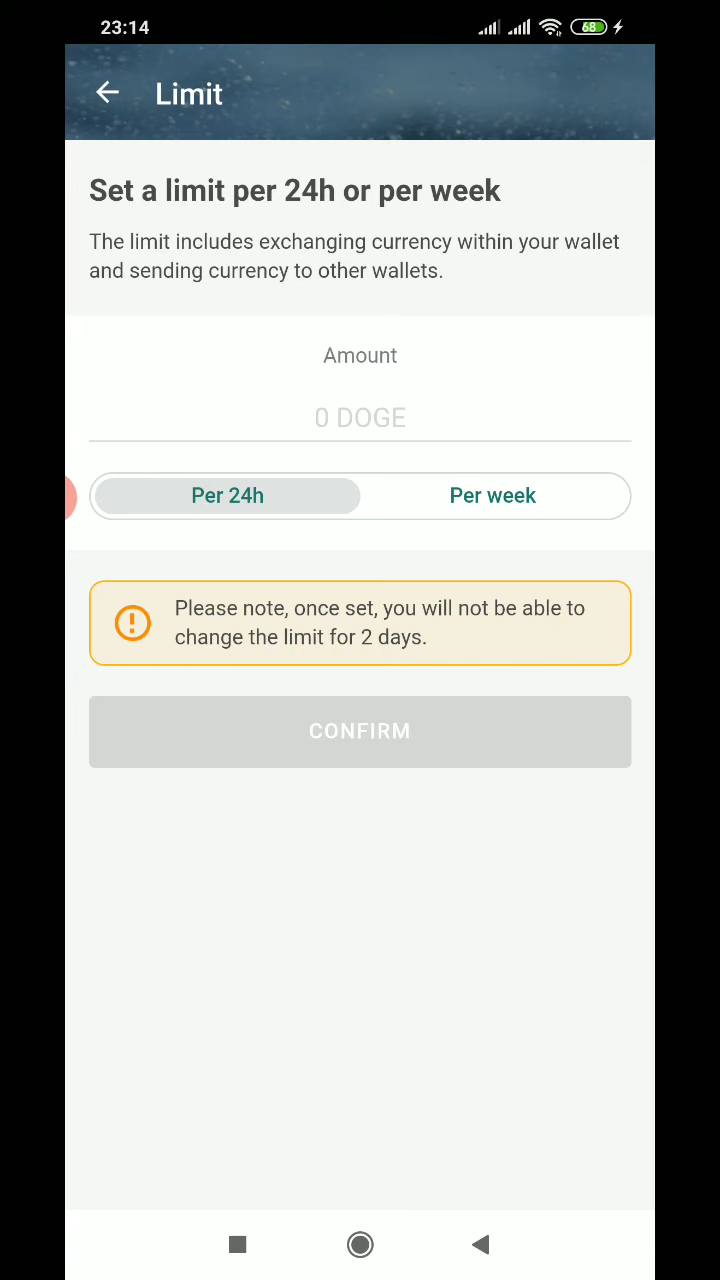 23:14
68
Limit
Set a limit per 24h or per week
The limit includes exchanging currency within your wallet
and sending currency to other wallets.
Amount
0 DOGE
Per 24h
Per week
Please note, once set, you will not be able to
change the limit for 2 days.
CONFIRM